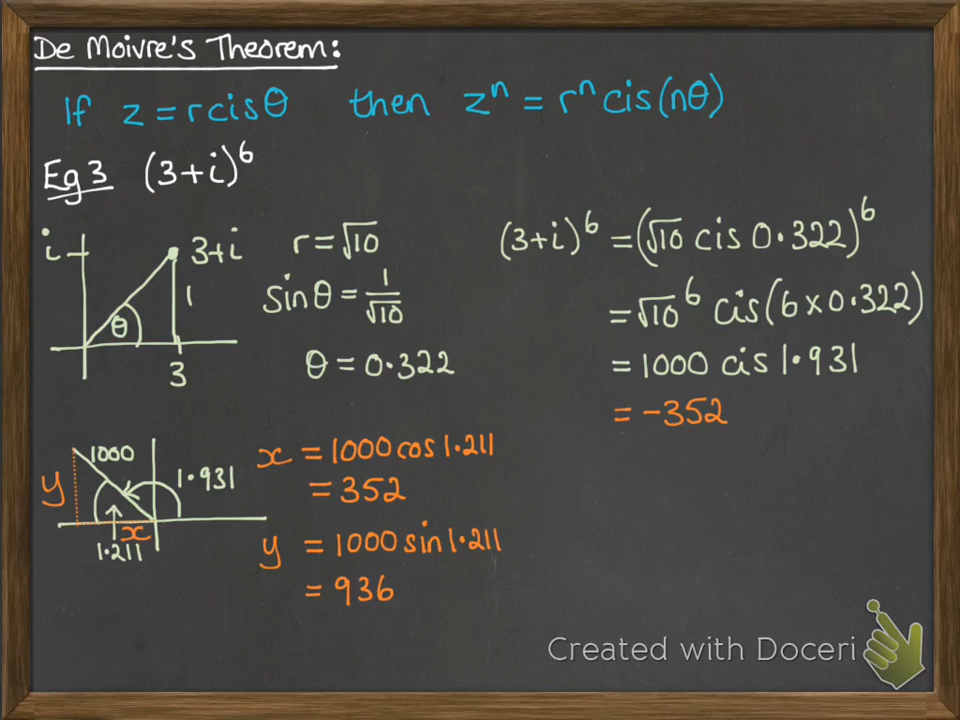 De Moivre's Theorem:
If z = r cis θ then zⁿ = rⁿ cis(nθ)
Eg 3 (3+i)⁶
i
3+i
1
θ
3
r = √10
sin θ = 1/√10
θ = 0.322
(3+i)⁶ = (√10 cis 0.322)⁶
= √10⁶ cis(6 × 0.322)
= 1000 cis 1.931
= -352
1000
y
1.931
x
1.211
x = 1000 cos 1.211
= 352
y = 1000 sin 1.211
= 936
Created with Doceri